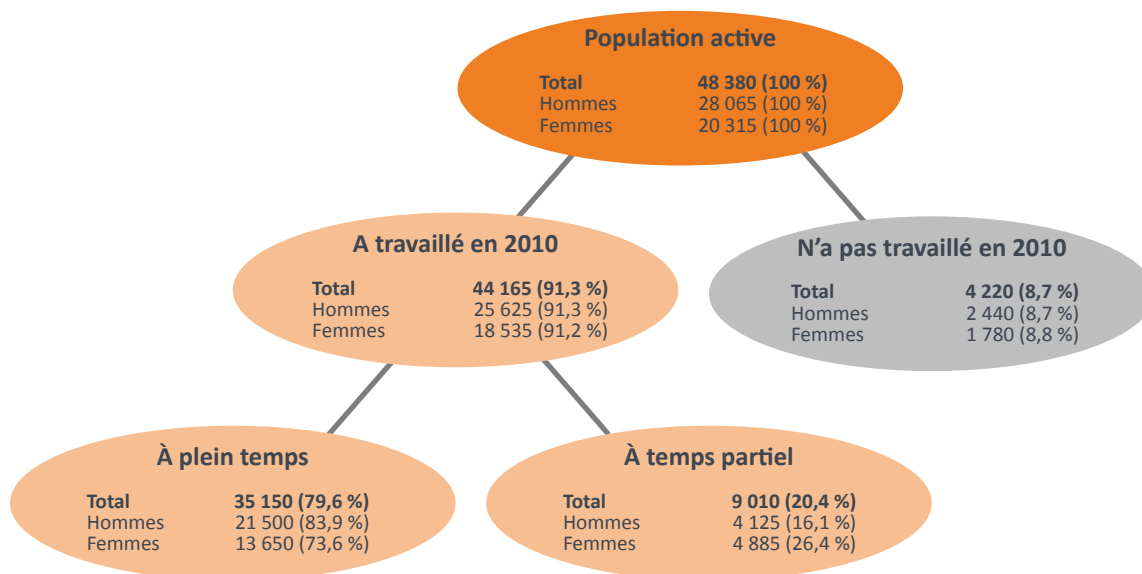 Population active
Total 48 380 (100 %)
Hommes 28 065 (100 %)
Femmes 20 315 (100 %)
A travaillé en 2010
Total 44 165 (91,3 %)
Hommes 25 625 (91,3 %)
Femmes 18 535 (91,2 %)
N'a pas travaillé en 2010
Total 4 220 (8,7 %)
Hommes 2 440 (8,7 %)
Femmes 1 780 (8,8 %)
À plein temps
Total 35 150 (79,6 %)
Hommes 21 500 (83,9 %)
Femmes 13 650 (73,6 %)
À temps partiel
Total 9 010 (20,4 %)
Hommes 4 125 (16,1 %)
Femmes 4 885 (26,4 %)